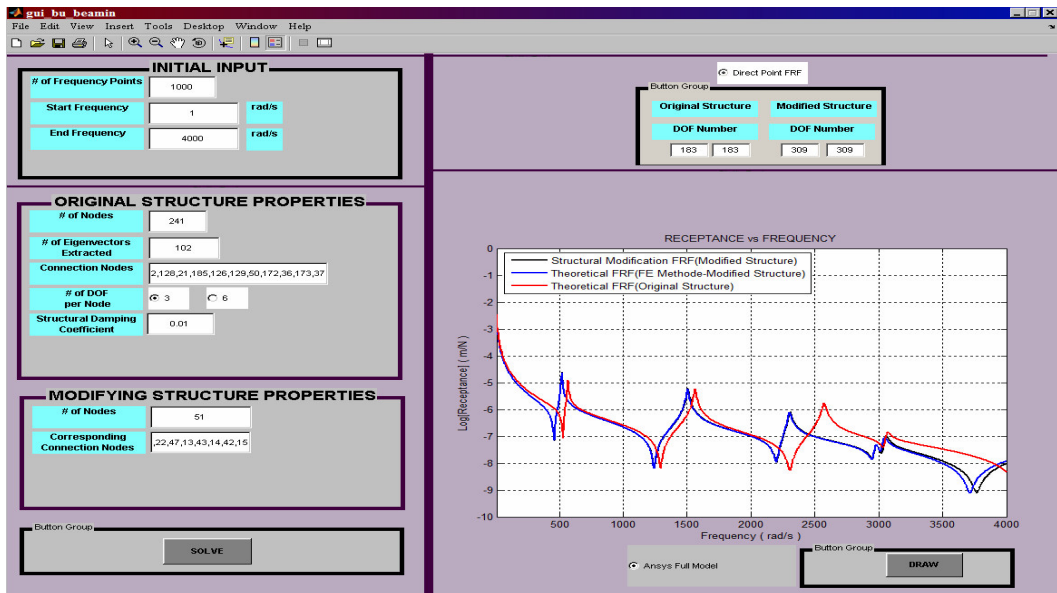 gui_bu_beamin
File Edit View Insert Tools Desktop Window Help
INITIAL INPUT
# of Frequency Points
1000
Start Frequency
1
rad/s
End Frequency
4000
rad/s
ORIGINAL STRUCTURE PROPERTIES
# of Nodes
241
# of Eigenvectors
Extracted
102
Connection Nodes
2,128,21,185,126,129,50,172,36,173,37
# of DOF
per Node
3
6
Structural Damping
Coefficient
0.01
MODIFYING STRUCTURE PROPERTIES
# of Nodes
51
Corresponding
Connection Nodes
,22,47,13,43,14,42,15
Button Group
SOLVE
Direct Point FRF
Button Group
Original Structure
Modified Structure
DOF Number
DOF Number
183
183
309
309
RECEPTANCE vs FREQUENCY
Structural Modification FRF(Modified Structure)
Theoretical FRF(FE Methode-Modified Structure)
Theoretical FRF(Original Structure)
Log[Receptance] ( m/N )
0
-1
-2
-3
-4
-5
-6
-7
-8
-9
-10
500
1000
1500
2000
2500
3000
3500
4000
Frequency ( rad/s )
Ansys Full Model
Button Group
DRAW